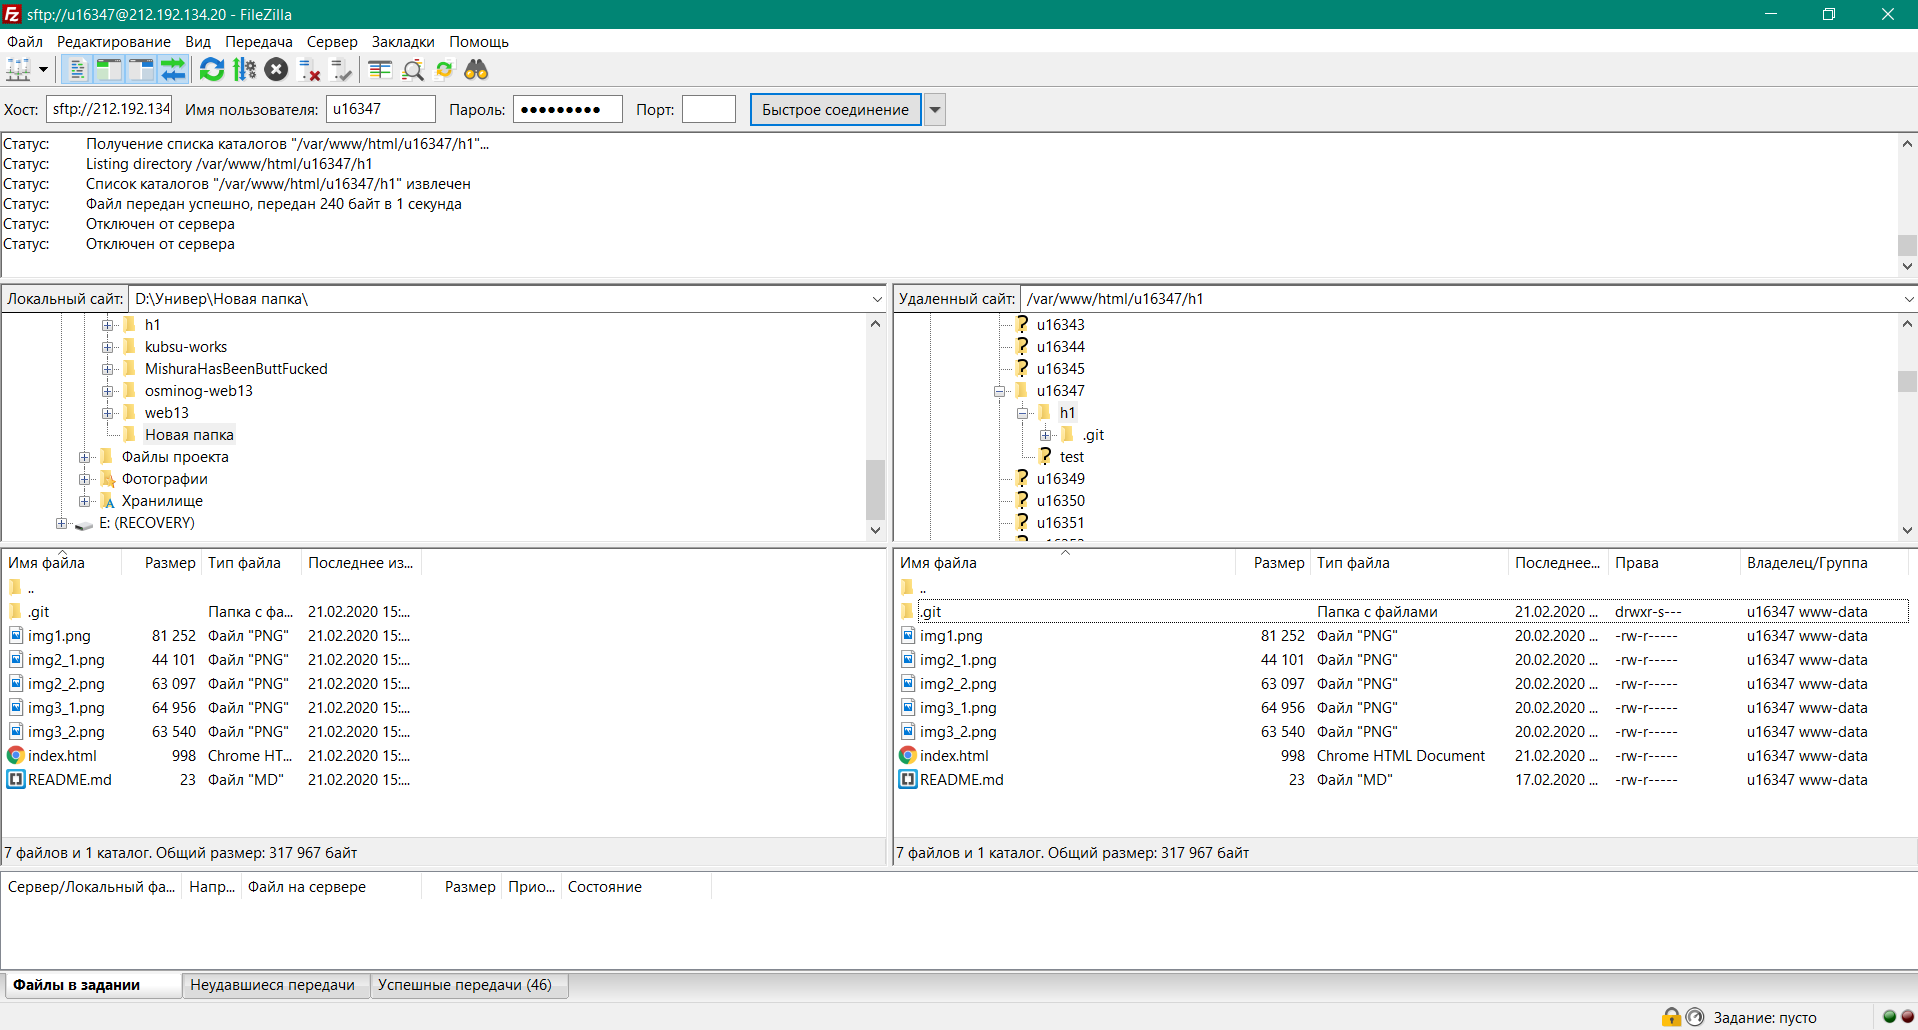 sftp://u16347@212.192.134.20 - FileZilla
Файл Редактирование Вид Передача Сервер Закладки Помощь
Хост: sftp://212.192.134 Имя пользователя: u16347 Пароль: ●●●●●●●●● Порт: Быстрое соединение
Статус: Получение списка каталогов "/var/www/html/u16347/h1"...
Статус: Listing directory /var/www/html/u16347/h1
Статус: Список каталогов "/var/www/html/u16347/h1" извлечен
Статус: Файл передан успешно, передан 240 байт в 1 секунда
Статус: Отключен от сервера
Статус: Отключен от сервера
Локальный сайт: D:\Универ\Новая папка\
h1
kubsu-works
MishuraHasBeenButtFucked
osminog-web13
web13
Новая папка
Файлы проекта
Фотографии
Хранилище
E: (RECOVERY)
Удаленный сайт: /var/www/html/u16347/h1
u16343
u16344
u16345
u16347
h1
.git
test
u16349
u16350
u16351
Имя файла Размер Тип файла Последнее из...
..
.git Папка с фа... 21.02.2020 15:...
img1.png 81 252 Файл "PNG" 21.02.2020 15:...
img2_1.png 44 101 Файл "PNG" 21.02.2020 15:...
img2_2.png 63 097 Файл "PNG" 21.02.2020 15:...
img3_1.png 64 956 Файл "PNG" 21.02.2020 15:...
img3_2.png 63 540 Файл "PNG" 21.02.2020 15:...
index.html 998 Chrome HT... 21.02.2020 15:...
README.md 23 Файл "MD" 21.02.2020 15:...
7 файлов и 1 каталог. Общий размер: 317 967 байт
Имя файла Размер Тип файла Последнее... Права Владелец/Группа
..
.git Папка с файлами 21.02.2020 ... drwxr-s--- u16347 www-data
img1.png 81 252 Файл "PNG" 20.02.2020 ... -rw-r----- u16347 www-data
img2_1.png 44 101 Файл "PNG" 20.02.2020 ... -rw-r----- u16347 www-data
img2_2.png 63 097 Файл "PNG" 20.02.2020 ... -rw-r----- u16347 www-data
img3_1.png 64 956 Файл "PNG" 20.02.2020 ... -rw-r----- u16347 www-data
img3_2.png 63 540 Файл "PNG" 20.02.2020 ... -rw-r----- u16347 www-data
index.html 998 Chrome HTML Document 21.02.2020 ... -rw-r----- u16347 www-data
README.md 23 Файл "MD" 17.02.2020 ... -rw-r----- u16347 www-data
7 файлов и 1 каталог. Общий размер: 317 967 байт
Сервер/Локальный фа... Напр... Файл на сервере Размер Прио... Состояние
Файлы в задании Неудавшиеся передачи Успешные передачи (46)
Задание: пусто